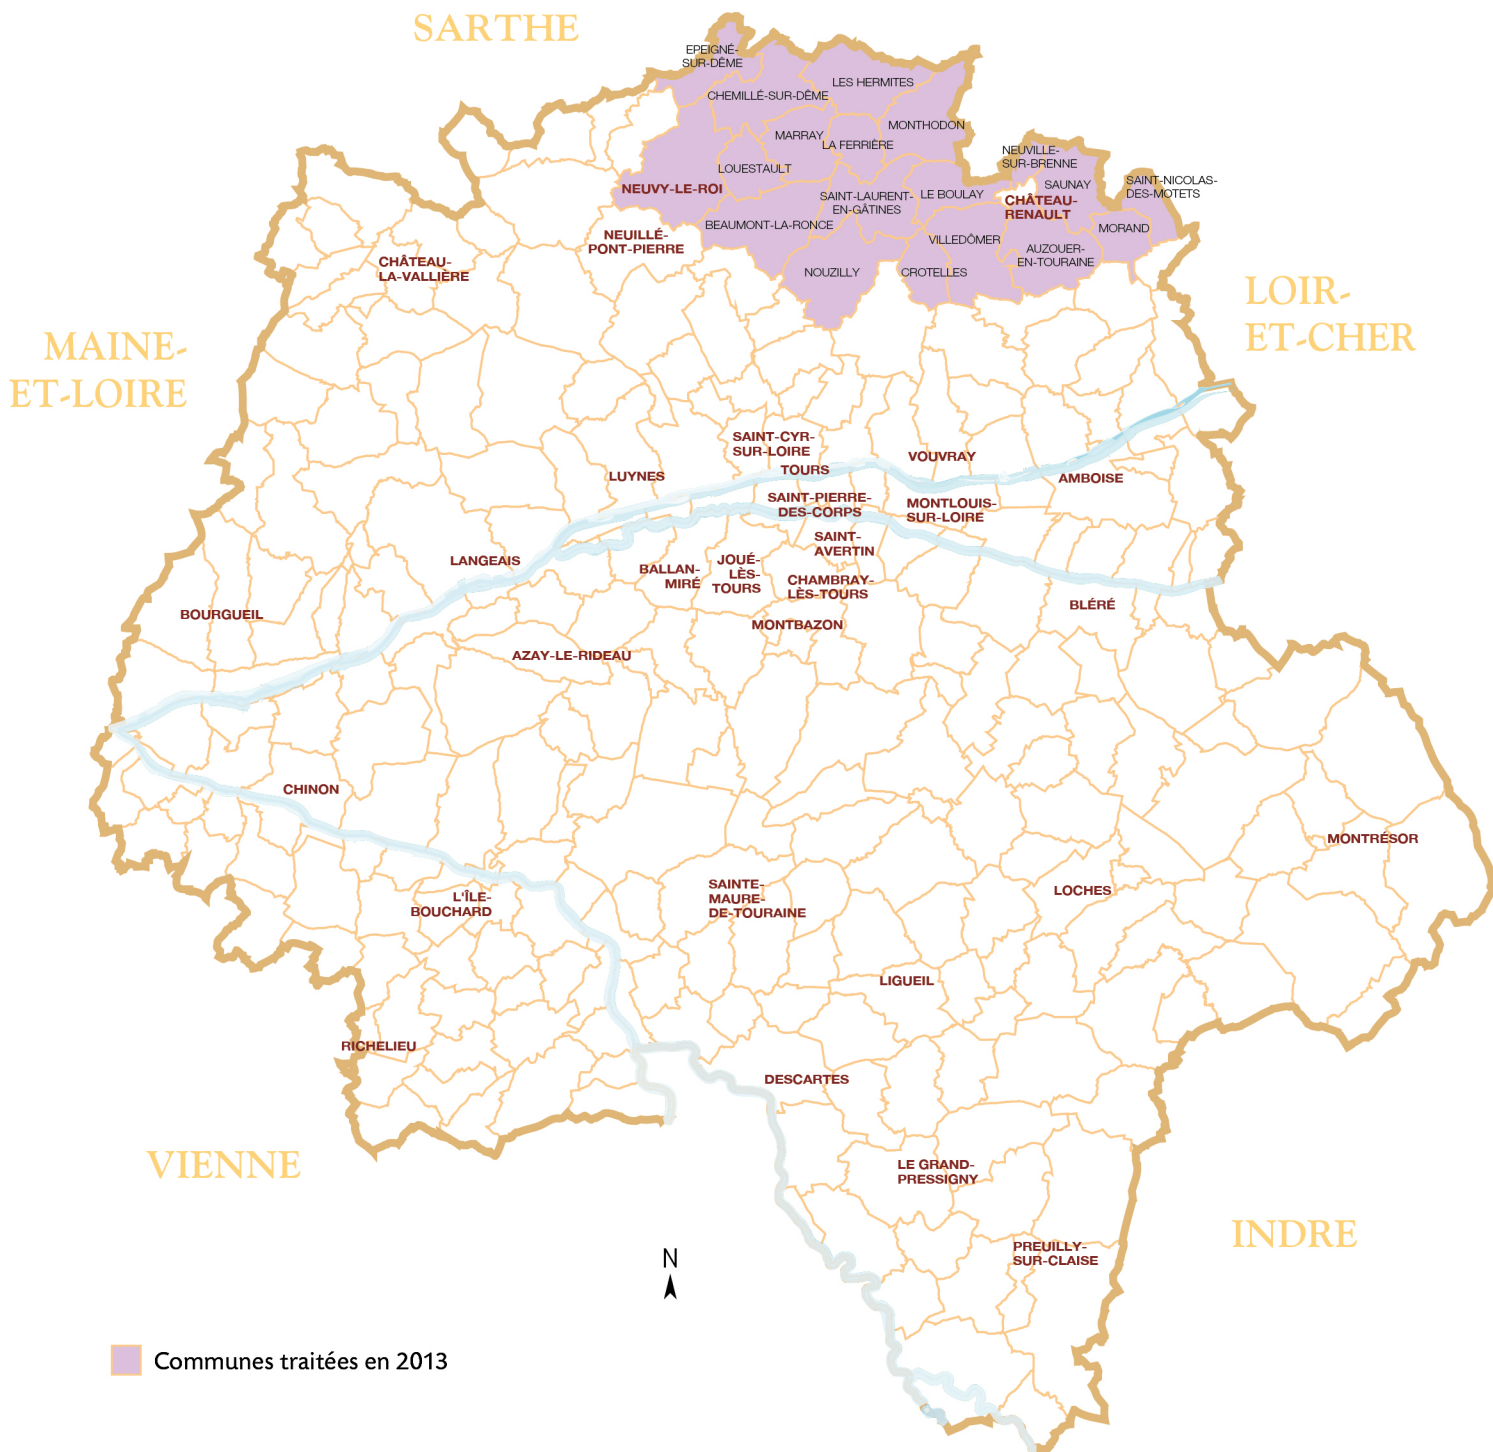 SARTHE
EPEIGNÉ-
SUR-DÊME
LES HERMITES
CHEMILLÉ-SUR-DÊME
MONTHODON
MARRAY
LA FERRIÈRE
NEUVILLE-
SUR-BRENNE
LOUESTAULT
SAINT-NICOLAS-
DES-MOTETS
SAUNAY
NEUVY-LE-ROI
LE BOULAY
SAINT-LAURENT-
EN-GÂTINES
CHÂTEAU-
RENAULT
BEAUMONT-LA-RONCE
MORAND
NEUILLÉ-
PONT-PIERRE
VILLEDÔMER
AUZOUER-
EN-TOURAINE
CHÂTEAU-
LA-VALLIÈRE
NOUZILLY
CROTELLES
LOIR-
ET-CHER
MAINE-
ET-LOIRE
SAINT-CYR-
SUR-LOIRE
VOUVRAY
TOURS
LUYNES
AMBOISE
SAINT-PIERRE-
DES-CORPS
MONTLOUIS-
SUR-LOIRE
SAINT-
AVERTIN
LANGEAIS
JOUÉ-
LÈS-
TOURS
BALLAN-
MIRÉ
CHAMBRAY-
LÈS-TOURS
BLÉRÉ
BOURGUEIL
MONTBAZON
AZAY-LE-RIDEAU
CHINON
MONTRÉSOR
SAINTE-
MAURE-
DE-TOURAINE
LOCHES
L'ÎLE-
BOUCHARD
LIGUEIL
RICHELIEU
DESCARTES
VIENNE
LE GRAND-
PRESSIGNY
INDRE
PREUILLY-
SUR-CLAISE
N
Communes traitées en 2013